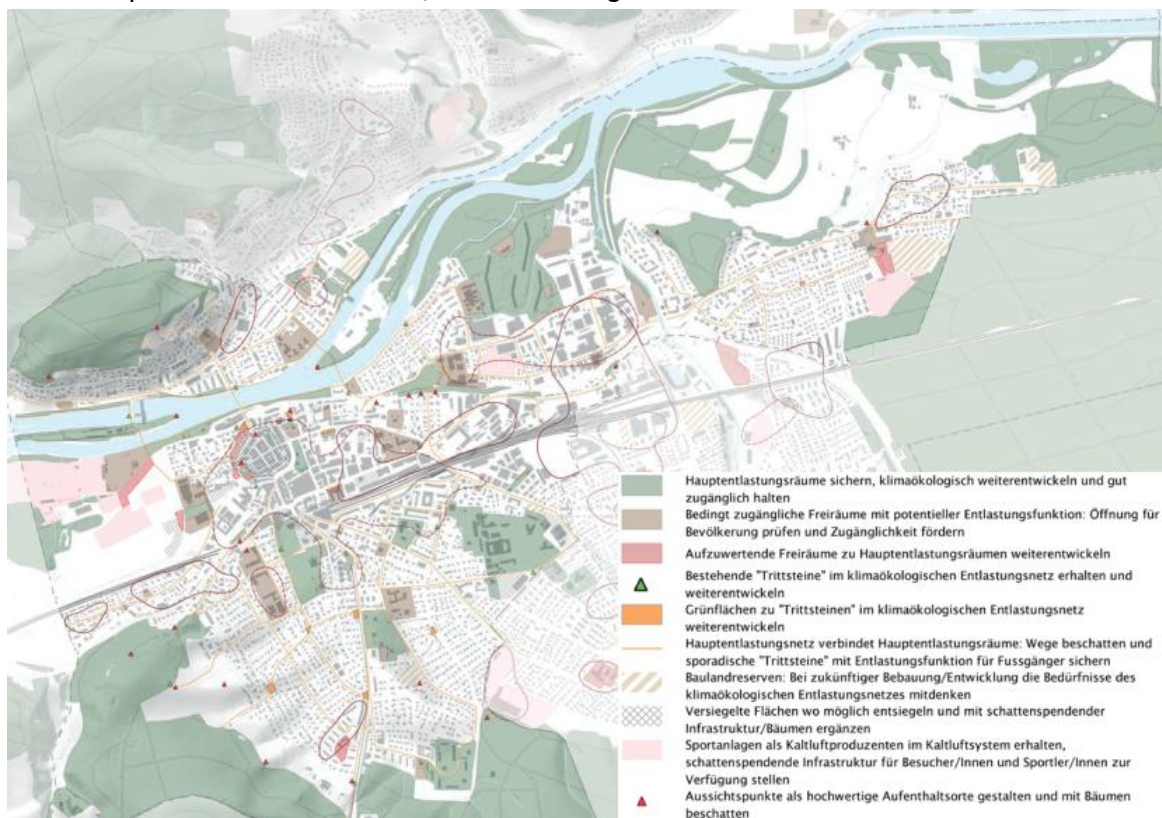 Hauptentlastungsräume sichern, klimaökologisch weiterentwickeln und gut
zugänglich halten
Bedingt zugängliche Freiräume mit potentieller Entlastungsfunktion: Öffnung für
Bevölkerung prüfen und Zugänglichkeit fördern
Aufzuwertende Freiräume zu Hauptentlastungsräumen weiterentwickeln
Bestehende "Trittsteine" im klimaökologischen Entlastungsnetz erhalten und
weiterentwickeln
Grünflächen zu "Trittsteinen" im klimaökologischen Entlastungsnetz
weiterentwickeln
Hauptentlastungsnetz verbindet Hauptentlastungsräume: Wege beschatten und
sporadische "Trittsteine" mit Entlastungsfunktion für Fussgänger sichern
Baulandreserven: Bei zukünftiger Bebauung/Entwicklung die Bedürfnisse des
klimaökologischen Entlastungsnetzes mitdenken
Versiegelte Flächen wo möglich entsiegeln und mit schattenspendender
Infrastruktur/Bäumen ergänzen
Sportanlagen als Kaltluftproduzenten im Kaltluftsystem erhalten,
schattenspendende Infrastruktur für Besucher/Innen und Sportler/Innen zur
Verfügung stellen
Aussichtspunkte als hochwertige Aufenthaltsorte gestalten und mit Bäumen
beschatten